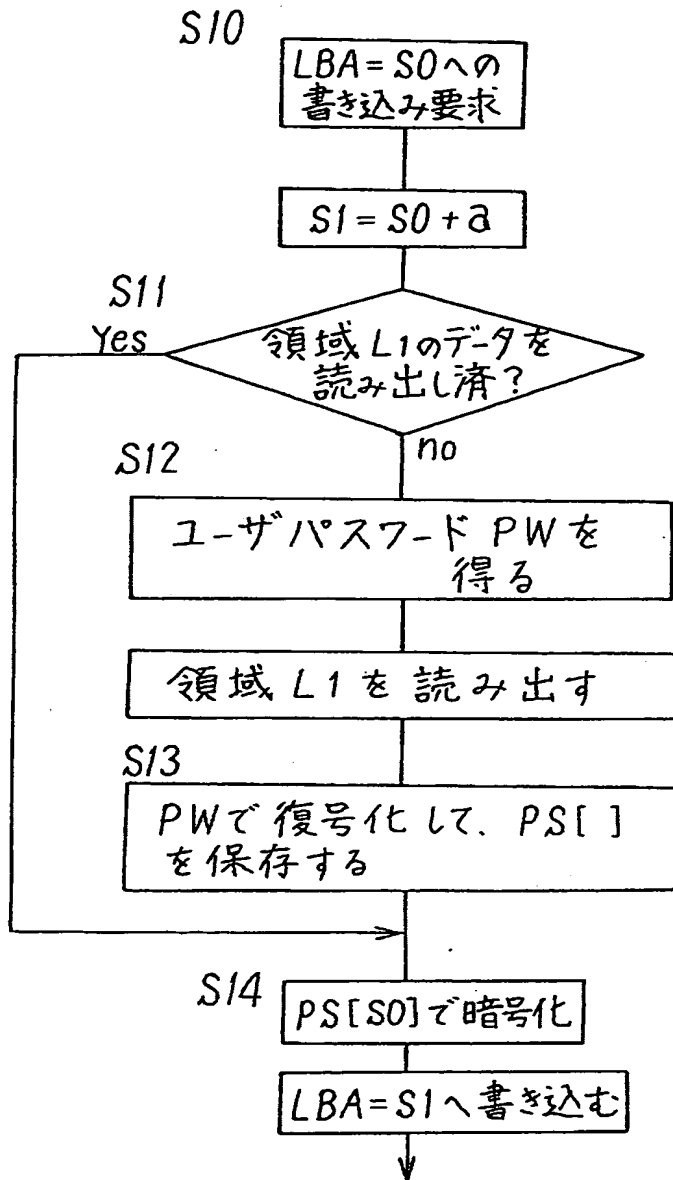 S10
LBA=S0への
書き込み要求
S1=S0+a
S11
Yes
領域 L1のデータを
読み出し済?
no
S12
ユーザパスワード PWを
得る
領域 L1を読み出す
S13
PWで復号化して、PS[ ]
を保存する
S14
PS[S0]で暗号化
LBA=S1へ書き込む